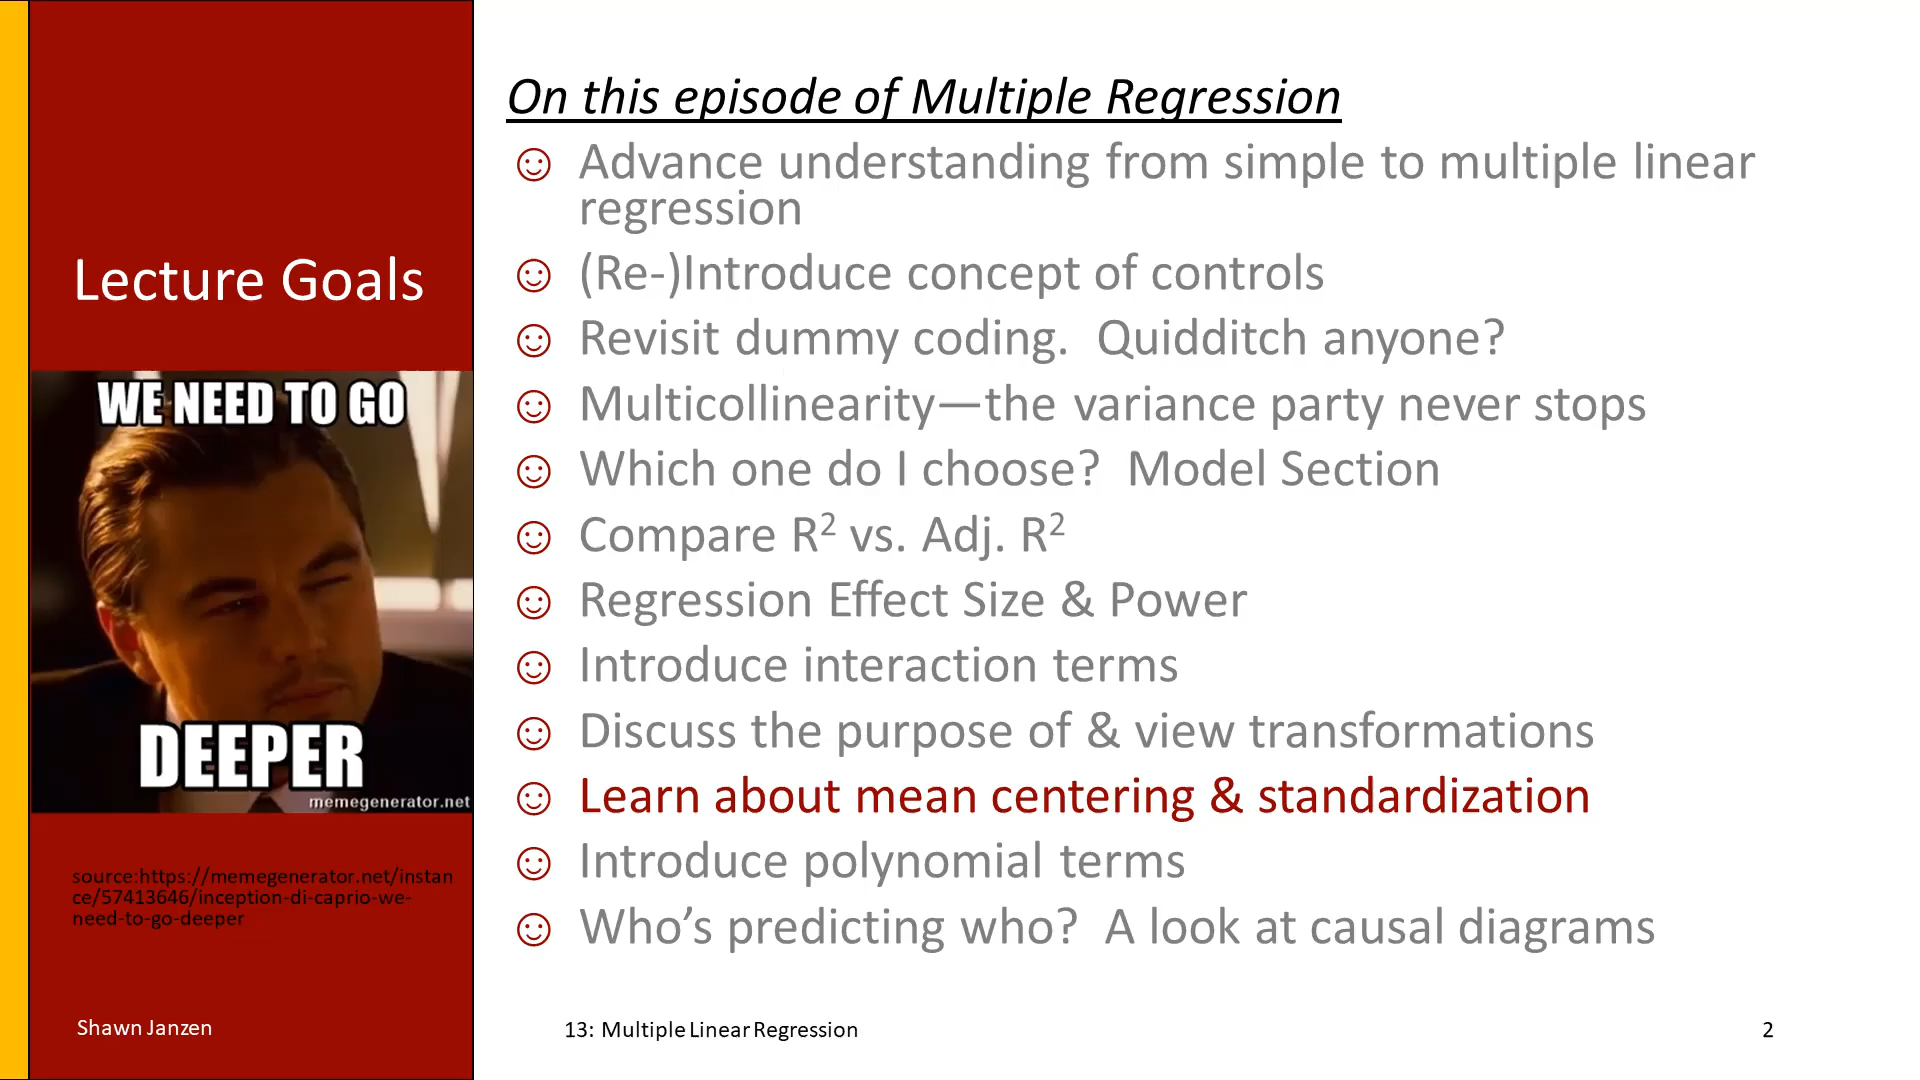 On this episode of Multiple Regression
Advance understanding from simple to multiple linear
regression
(Re-)Introduce concept of controls
Revisit dummy coding.  Quidditch anyone?
Multicollinearity—the variance party never stops
Which one do I choose?  Model Section
Compare R² vs. Adj. R²
Regression Effect Size & Power
Introduce interaction terms
Discuss the purpose of & view transformations
Learn about mean centering & standardization
Introduce polynomial terms
Who’s predicting who?  A look at causal diagrams
Lecture Goals
WE NEED TO GO
DEEPER
memegenerator.net
source:https://memegenerator.net/instan
ce/57413646/inception-di-caprio-we-
need-to-go-deeper
Shawn Janzen
13: Multiple Linear Regression
2